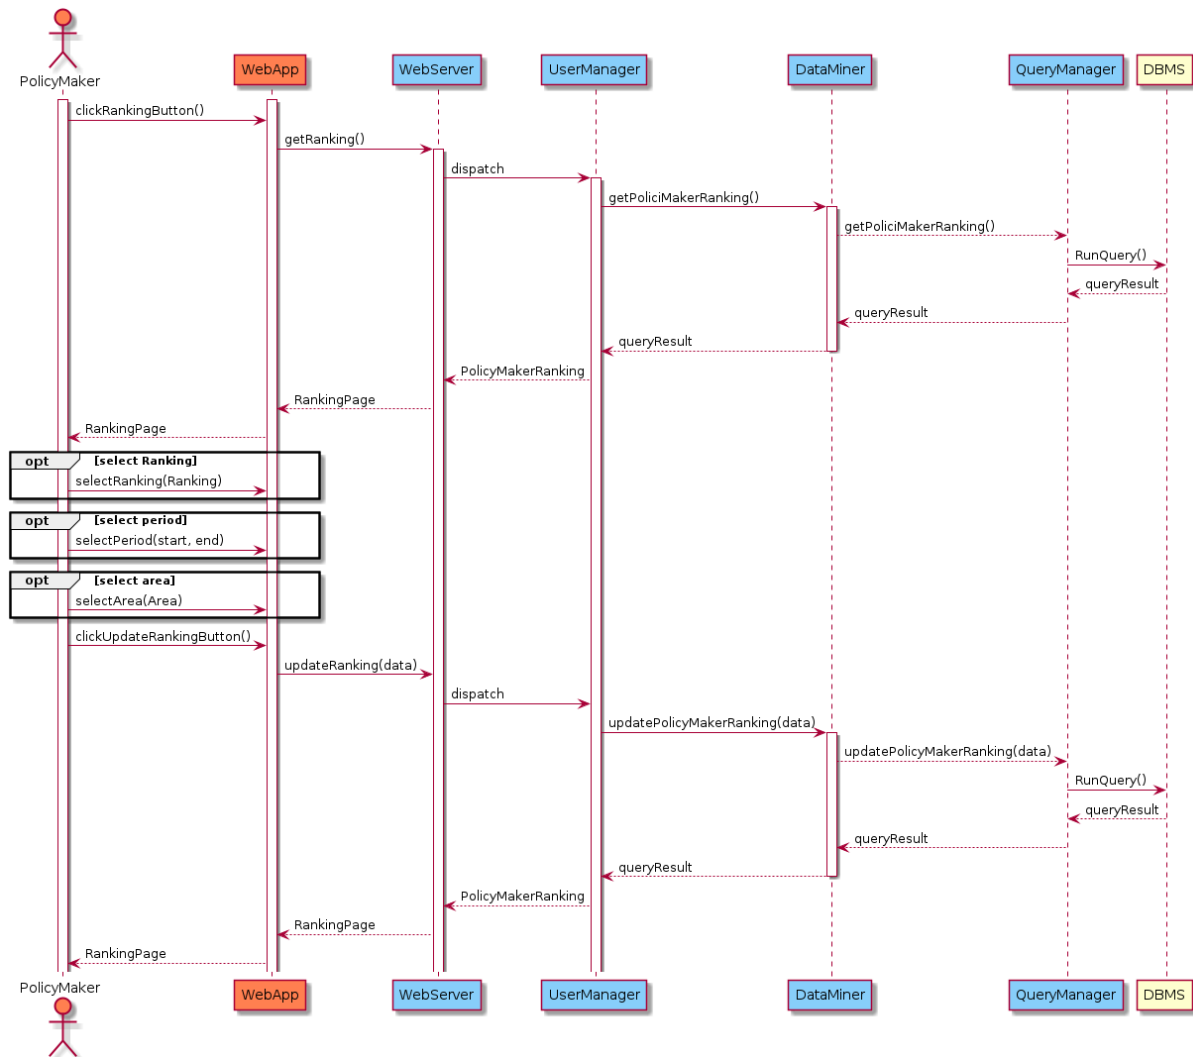 PolicyMaker
WebApp
WebServer
UserManager
DataMiner
QueryManager
DBMS
clickRankingButton()
getRanking()
dispatch
getPoliciMakerRanking()
getPoliciMakerRanking()
RunQuery()
queryResult
queryResult
queryResult
PolicyMakerRanking
RankingPage
RankingPage
opt [select Ranking]
selectRanking(Ranking)
opt [select period]
selectPeriod(start, end)
opt [select area]
selectArea(Area)
clickUpdateRankingButton()
updateRanking(data)
dispatch
updatePolicyMakerRanking(data)
updatePolicyMakerRanking(data)
RunQuery()
queryResult
queryResult
queryResult
PolicyMakerRanking
RankingPage
RankingPage
PolicyMaker
WebApp
WebServer
UserManager
DataMiner
QueryManager
DBMS